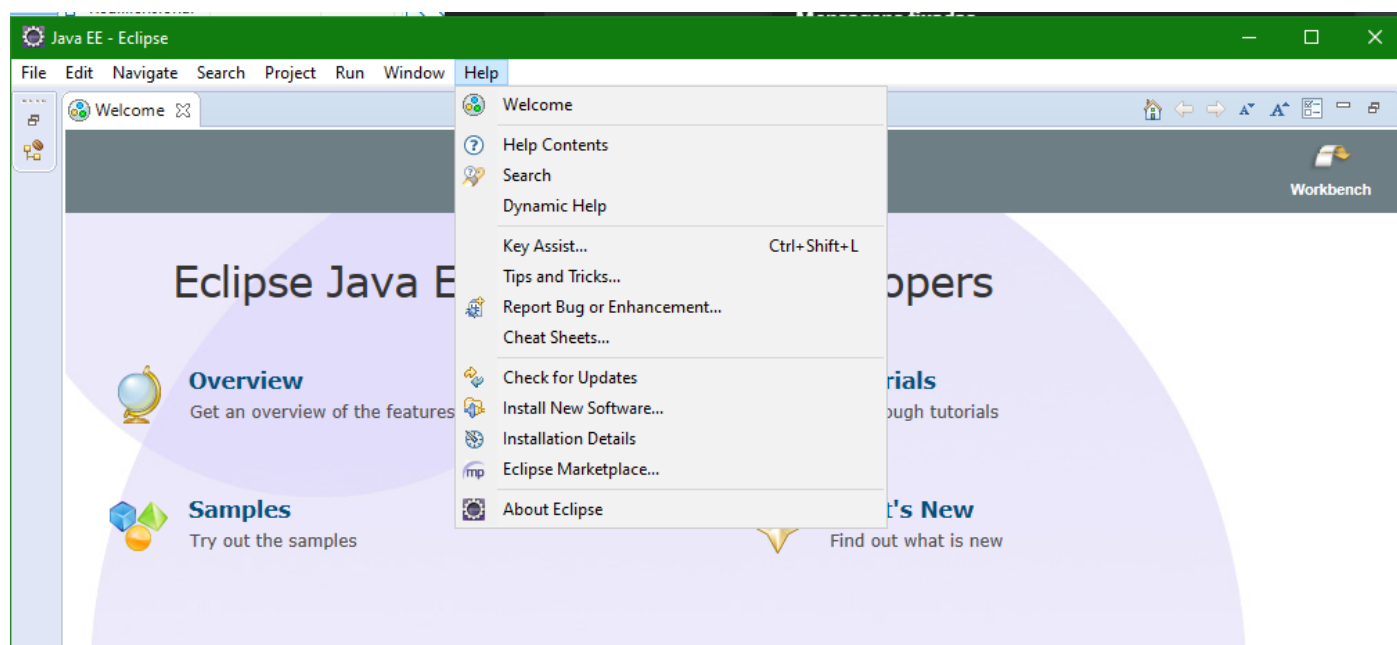 Java EE - Eclipse
File Edit Navigate Search Project Run Window Help
Welcome
Workbench
Welcome
Help Contents
Search
Dynamic Help
Key Assist... Ctrl+Shift+L
Tips and Tricks...
Report Bug or Enhancement...
Cheat Sheets...
Check for Updates
Install New Software...
Installation Details
Eclipse Marketplace...
About Eclipse
Eclipse Java E opers
Overview
Get an overview of the features
rials
ough tutorials
Samples
Try out the samples
t's New
Find out what is new
mp